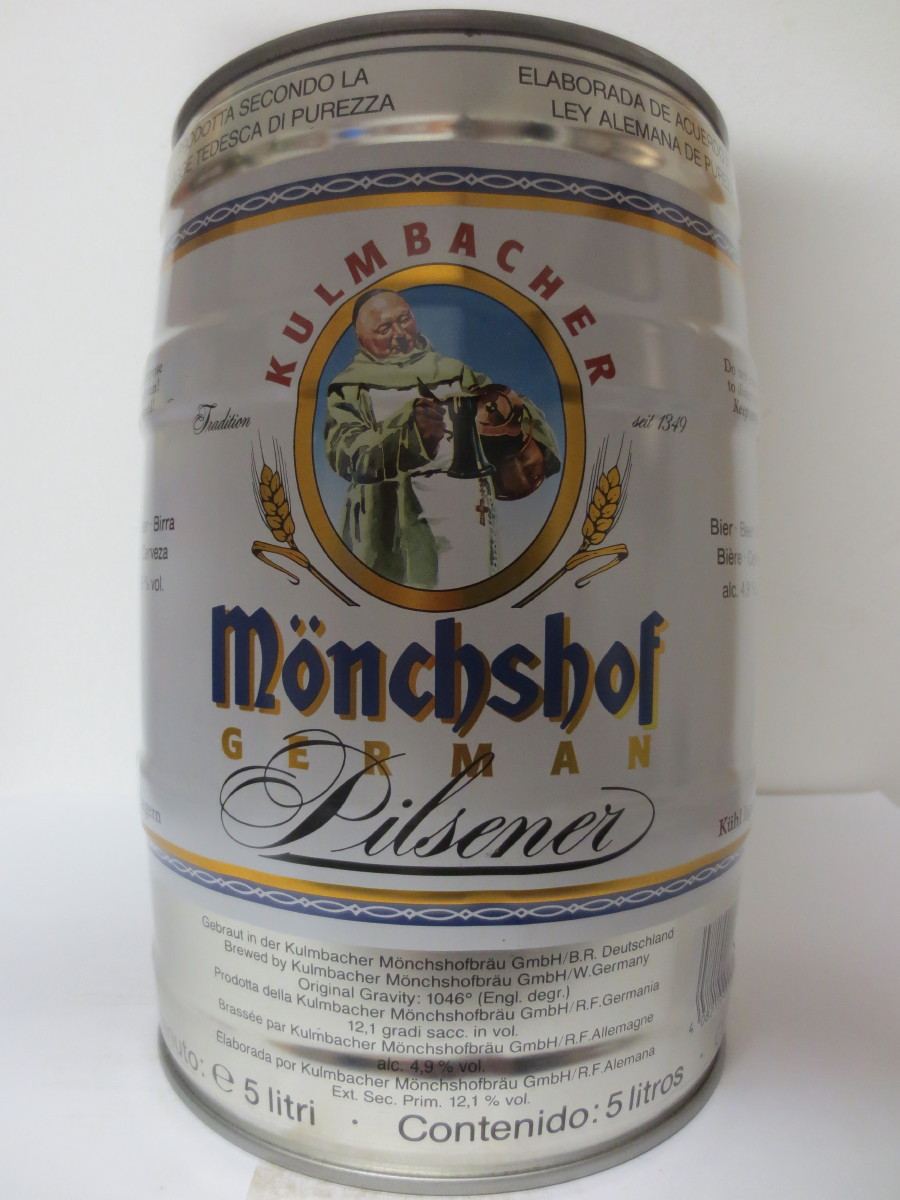 SECONDO LA
TEDESCA DI PUREZZA
ELABORADA DE ACUERDO
LEY ALEMANA DE
KULMBACHER
Tradition
seit 1349
Birra
vol.
Bier -
Bière
alc.
Mönchshof
GERMAN
Pilsener
Kühl
Gebraut in der Kulmbacher Mönchshofbräu GmbH/B.R. Deutschland
Brewed by Kulmbacher Mönchshofbräu GmbH/W.Germany
Original Gravity: 1046° (Engl. degr.)
Prodotta della Kulmbacher Mönchshofbräu GmbH/R.F.Germania
12,1 gradi sacc. in vol.
Brassée par Kulmbacher Mönchshofbräu GmbH/R.F.Allemagne
alc. 4,9 % vol.
Elaborada por Kulmbacher Mönchshofbräu GmbH/R.F.Alemana
Ext. Sec. Prim. 12,1 % vol.
e 5 litri · Contenido: 5 litros